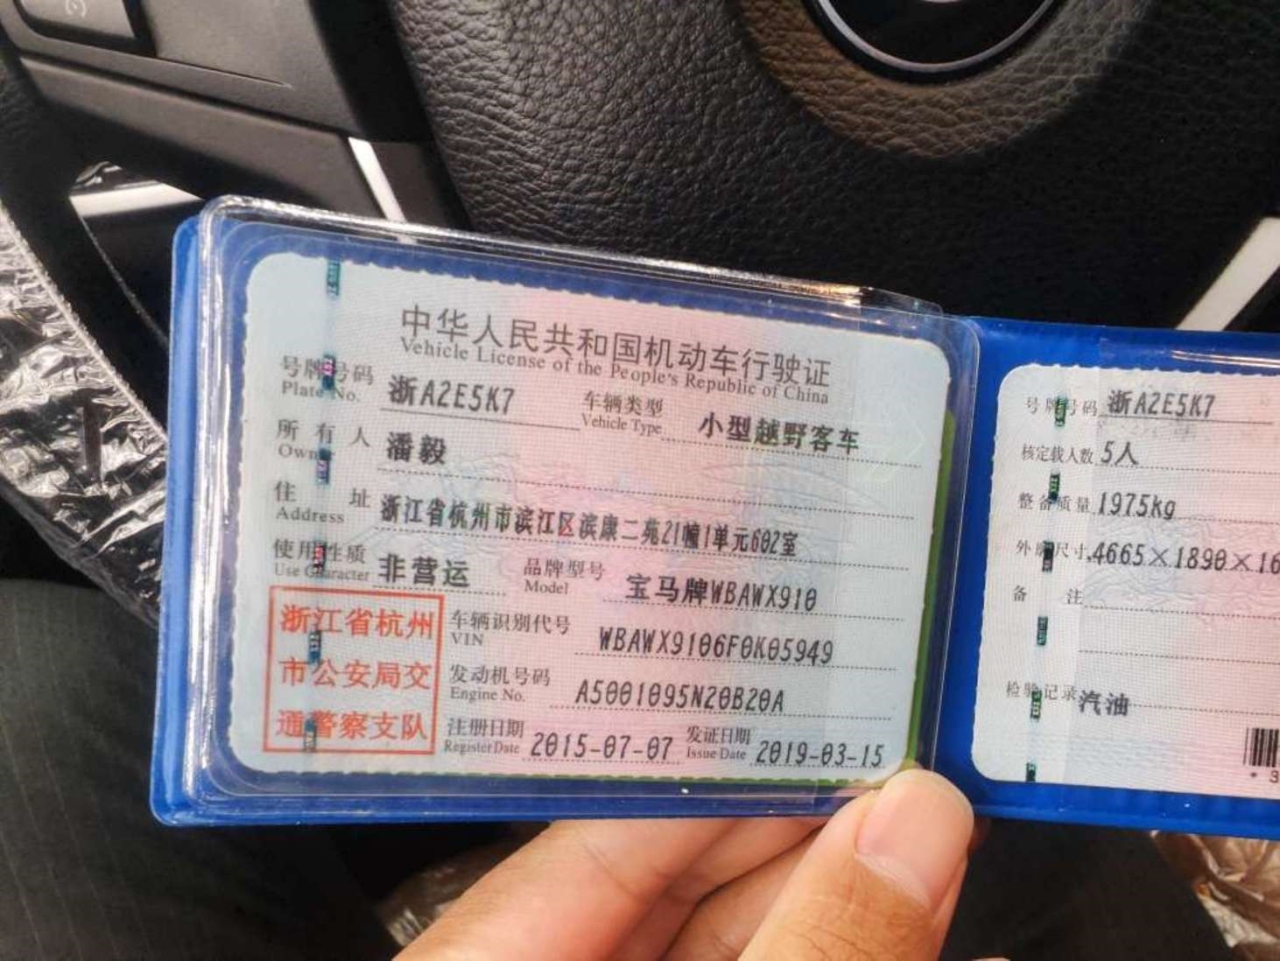 中华人民共和国机动车行驶证
Vehicle License of the People's Republic of China
号牌号码 浙A2E5K7 车辆类型 小型越野客车
Plate No. Vehicle Type
所有人 潘毅
Owner
住址 浙江省杭州市滨江区滨康二苑21幢1单元602室
Address
使用性质 非营运 品牌型号 宝马牌WBAWX910
Use Character Model
浙江省杭州
市公安局交
通警察支队
车辆识别代号 WBAWX9106F0K05949
VIN
发动机号码 A5001095N20B20A
Engine No.
注册日期 2015-07-07 发证日期 2019-03-15
Register Date Issue Date
号牌号码 浙A2E5K7
核定载人数 5人
整备质量 1975kg
外廓尺寸 4665×1890×16
备注
检验记录 汽油